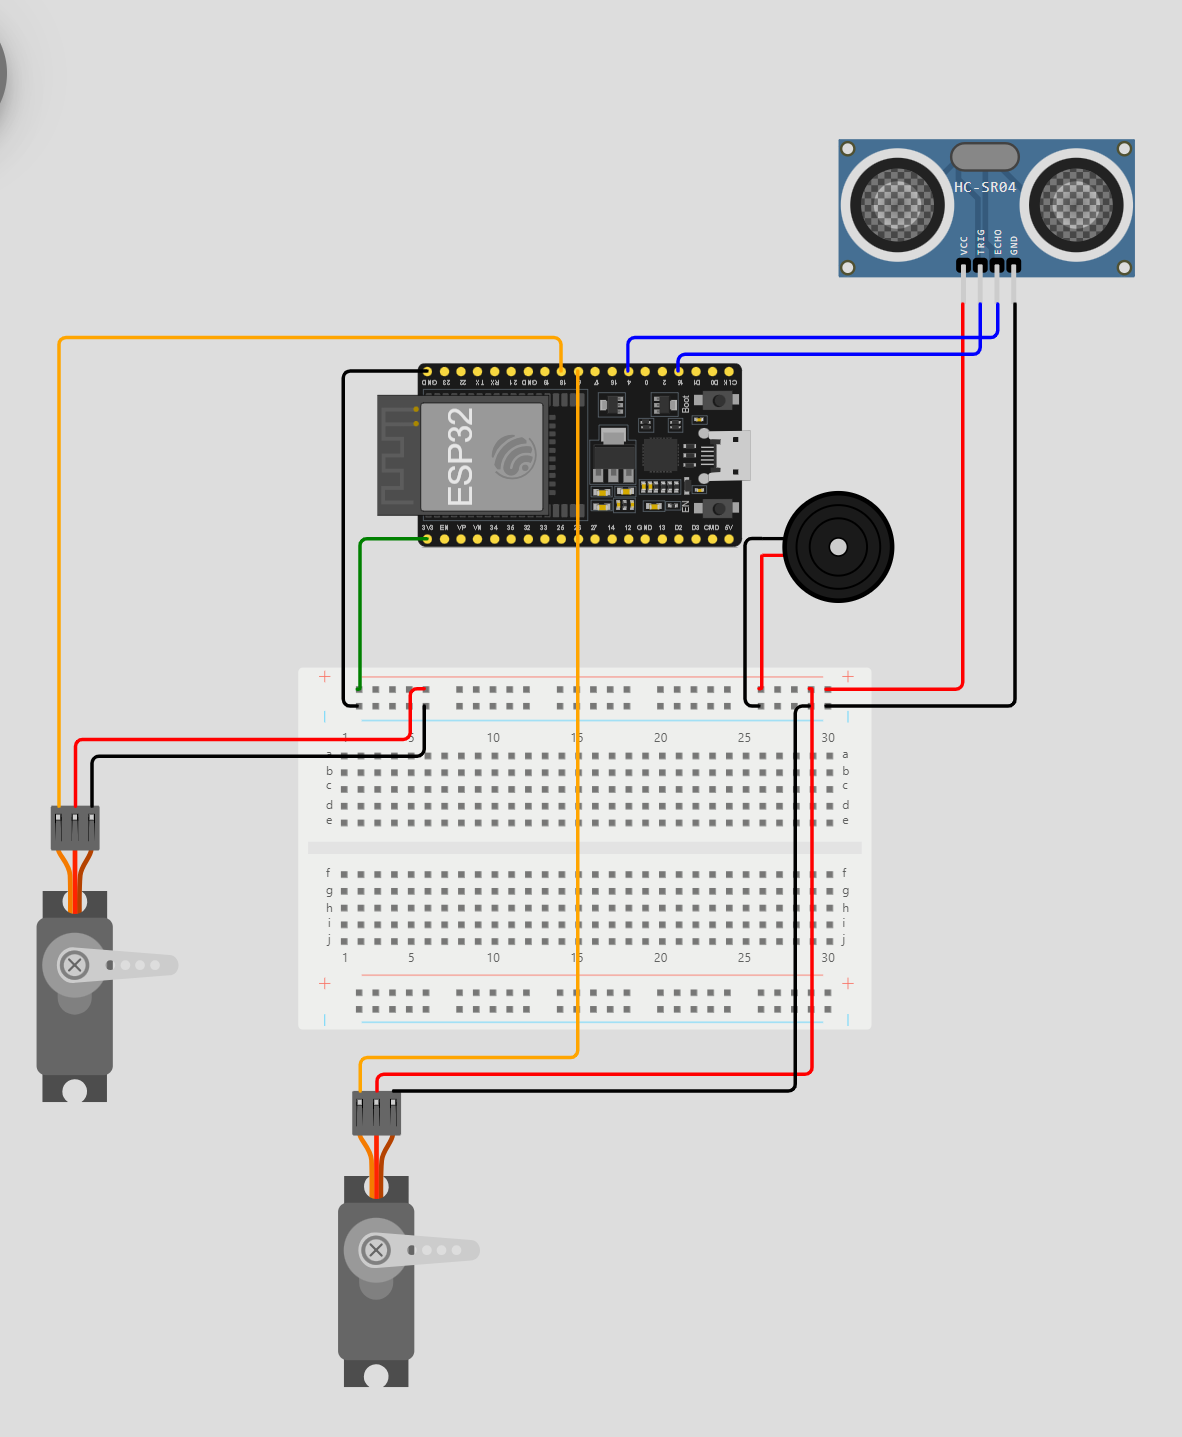 HC-SR04
VCC TRIG ECHO GND
GND 23 22 TX RX 21 GND 19 18 17 16 4 0 2 15 D1 D0 CLK
Boot
ESP32
EN
3V3 EN VP VN 34 35 32 33 25 26 27 14 12 GND 13 D2 D3 CMD 5V
+ +
1 5 10 15 20 25 30
a a
b b
c c
d d
e e
f f
g g
h h
i i
j j
1 5 10 15 20 25 30
+ +